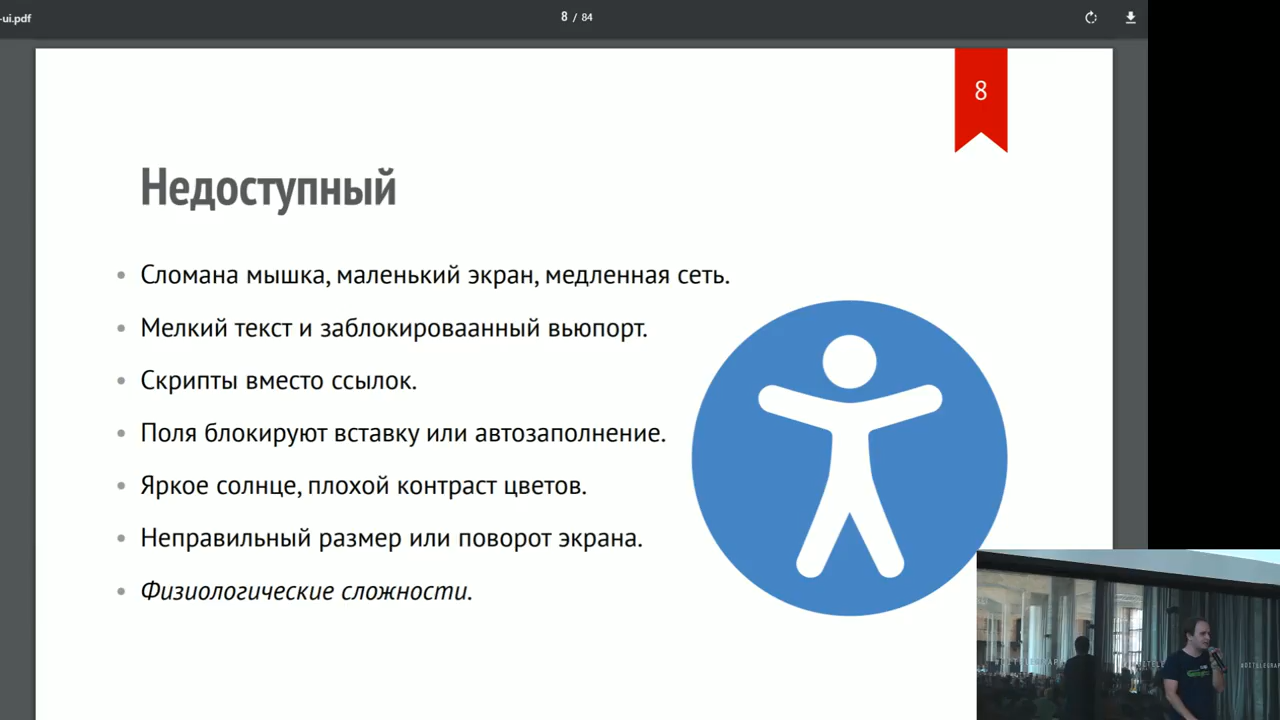 -ui.pdf
8 / 84
8
Недоступный
Сломана мышка, маленький экран, медленная сеть.
Мелкий текст и заблокироваанный вьюпорт.
Скрипты вместо ссылок.
Поля блокируют вставку или автозаполнение.
Яркое солнце, плохой контраст цветов.
Неправильный размер или поворот экрана.
Физиологические сложности.